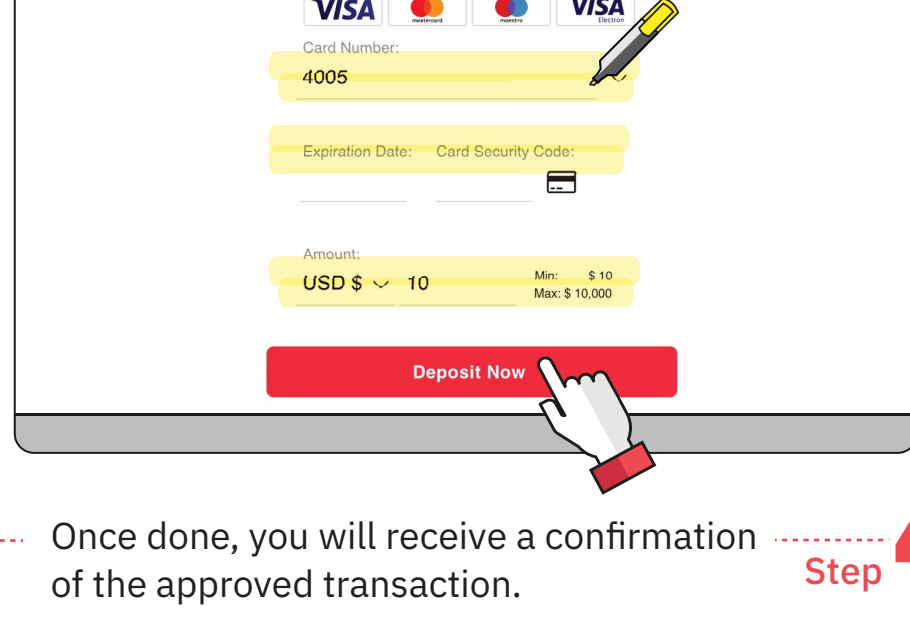 VISA mastercard maestro VISA Electron
Card Number:
4005
Expiration Date: Card Security Code:
Amount:
USD $ 10 Min: $ 10
Max: $ 10,000
Deposit Now
Once done, you will receive a confirmation
of the approved transaction.
Step